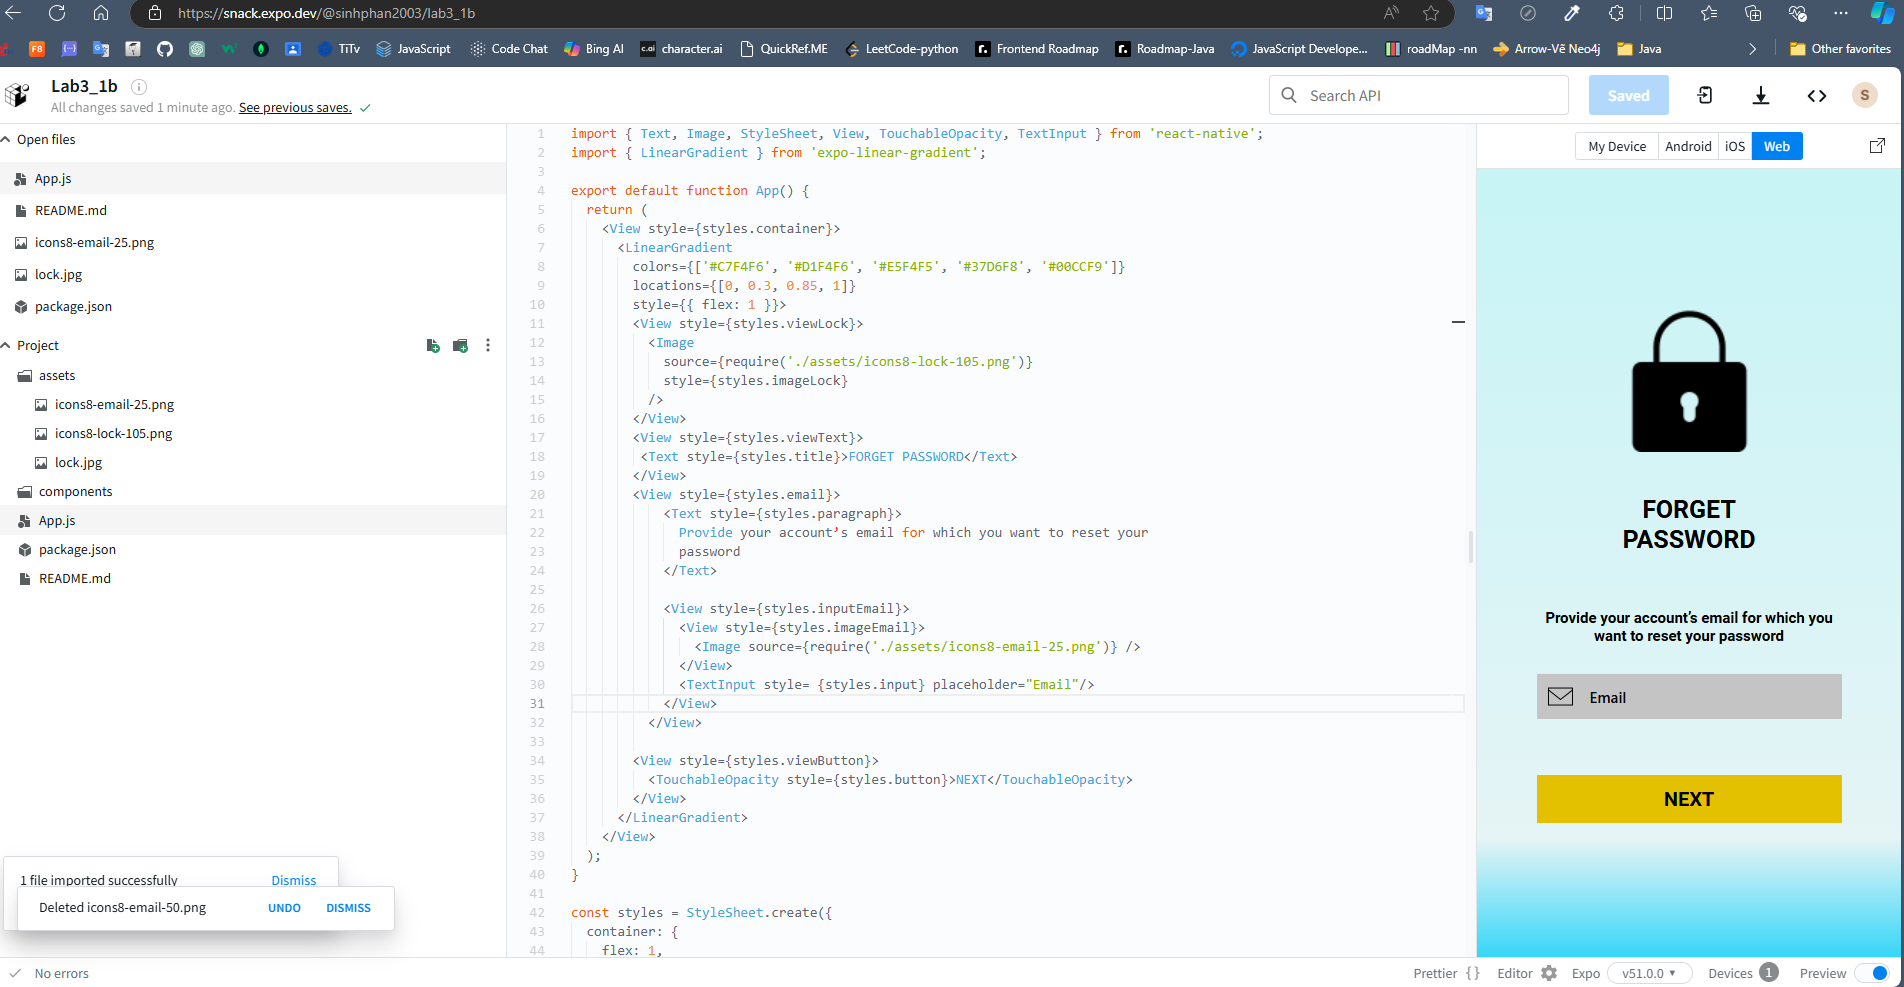 https://snack.expo.dev/@sinhphan2003/lab3_1b
F8
TiTv
JavaScript
Code Chat
Bing AI
c.ai
character.ai
QuickRef.ME
LeetCode-python
Frontend Roadmap
Roadmap-Java
JavaScript Develope...
roadMap -nn
Arrow-Vẽ Neo4j
Java
Other favorites
Lab3_1b
All changes saved 1 minute ago. See previous saves.
Search API
Saved
S
Open files
App.js
README.md
icons8-email-25.png
lock.jpg
package.json
Project
assets
icons8-email-25.png
icons8-lock-105.png
lock.jpg
components
App.js
package.json
README.md
1 file imported successfully
Dismiss
Deleted icons8-email-50.png
UNDO
DISMISS
1 import { Text, Image, StyleSheet, View, TouchableOpacity, TextInput } from 'react-native';
2 import { LinearGradient } from 'expo-linear-gradient';
3
4 export default function App() {
5 return (
6 <View style={styles.container}>
7 <LinearGradient
8 colors={['#C7F4F6', '#D1F4F6', '#E5F4F5', '#37D6F8', '#00CCF9']}
9 locations={[0, 0.3, 0.85, 1]}
10 style={{ flex: 1 }}>
11 <View style={styles.viewLock}>
12 <Image
13 source={require('./assets/icons8-lock-105.png')}
14 style={styles.imageLock}
15 />
16 </View>
17 <View style={styles.viewText}>
18 <Text style={styles.title}>FORGET PASSWORD</Text>
19 </View>
20 <View style={styles.email}>
21 <Text style={styles.paragraph}>
22 Provide your account’s email for which you want to reset your
23 password
24 </Text>
25
26 <View style={styles.inputEmail}>
27 <View style={styles.imageEmail}>
28 <Image source={require('./assets/icons8-email-25.png')} />
29 </View>
30 <TextInput style= {styles.input} placeholder="Email"/>
31 </View>
32 </View>
33
34 <View style={styles.viewButton}>
35 <TouchableOpacity style={styles.button}>NEXT</TouchableOpacity>
36 </View>
37 </LinearGradient>
38 </View>
39 );
40 }
41
42 const styles = StyleSheet.create({
43 container: {
44 flex: 1,
My Device
Android
iOS
Web
FORGET
PASSWORD
Provide your account’s email for which you
want to reset your password
Email
NEXT
No errors
Prettier {}
Editor
Expo
v51.0.0
Devices
1
Preview